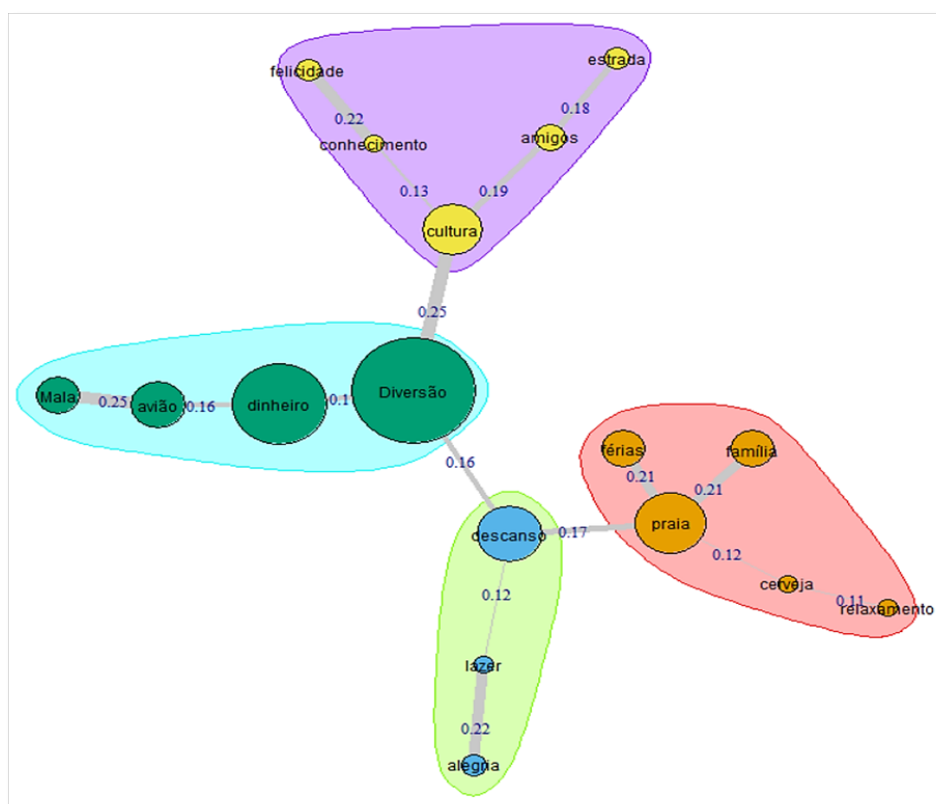 estrada
felicidade
0.18
0.22
amigos
conhecimento
0.13
0.19
cultura
0.25
Diversão
Mala
0.25
avião
0.16
dinheiro
0.1
férias
família
0.16
0.21
0.21
praia
descanso
0.17
0.12
cerveja
0.12
0.11
relaxamento
lazer
0.22
alegria